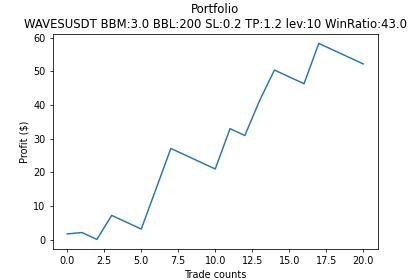 Portfolio
WAVESUSDT BBM:3.0 BBL:200 SL:0.2 TP:1.2 lev:10 WinRatio:43.0
60
50
40
30
20
10
0
Profit ($)
0.0 2.5 5.0 7.5 10.0 12.5 15.0 17.5 20.0
Trade counts